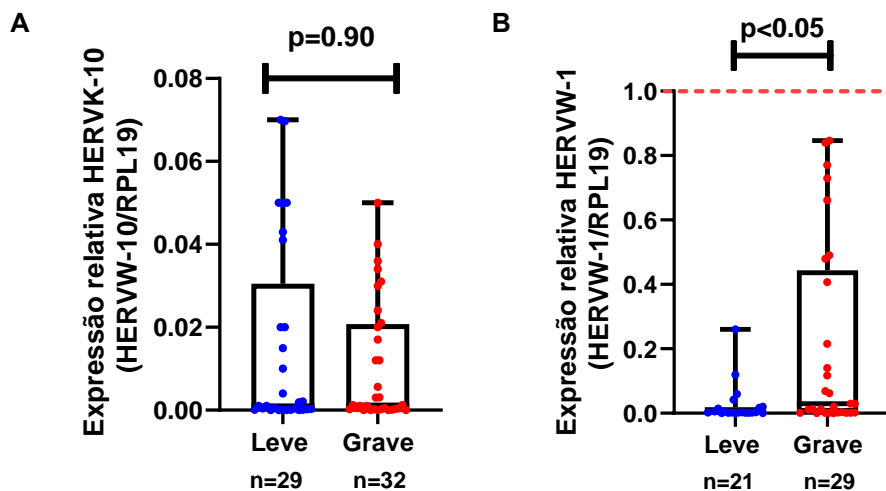 A
p=0.90
Expressão relativa HERVK-10
(HERVW-10/RPL19)
0.08
0.06
0.04
0.02
0.00
Leve
Grave
n=29
n=32
B
p<0.05
Expressão relativa HERVW-1
(HERVW-1/RPL19)
1.0
0.8
0.6
0.4
0.2
0.0
Leve
Grave
n=21
n=29